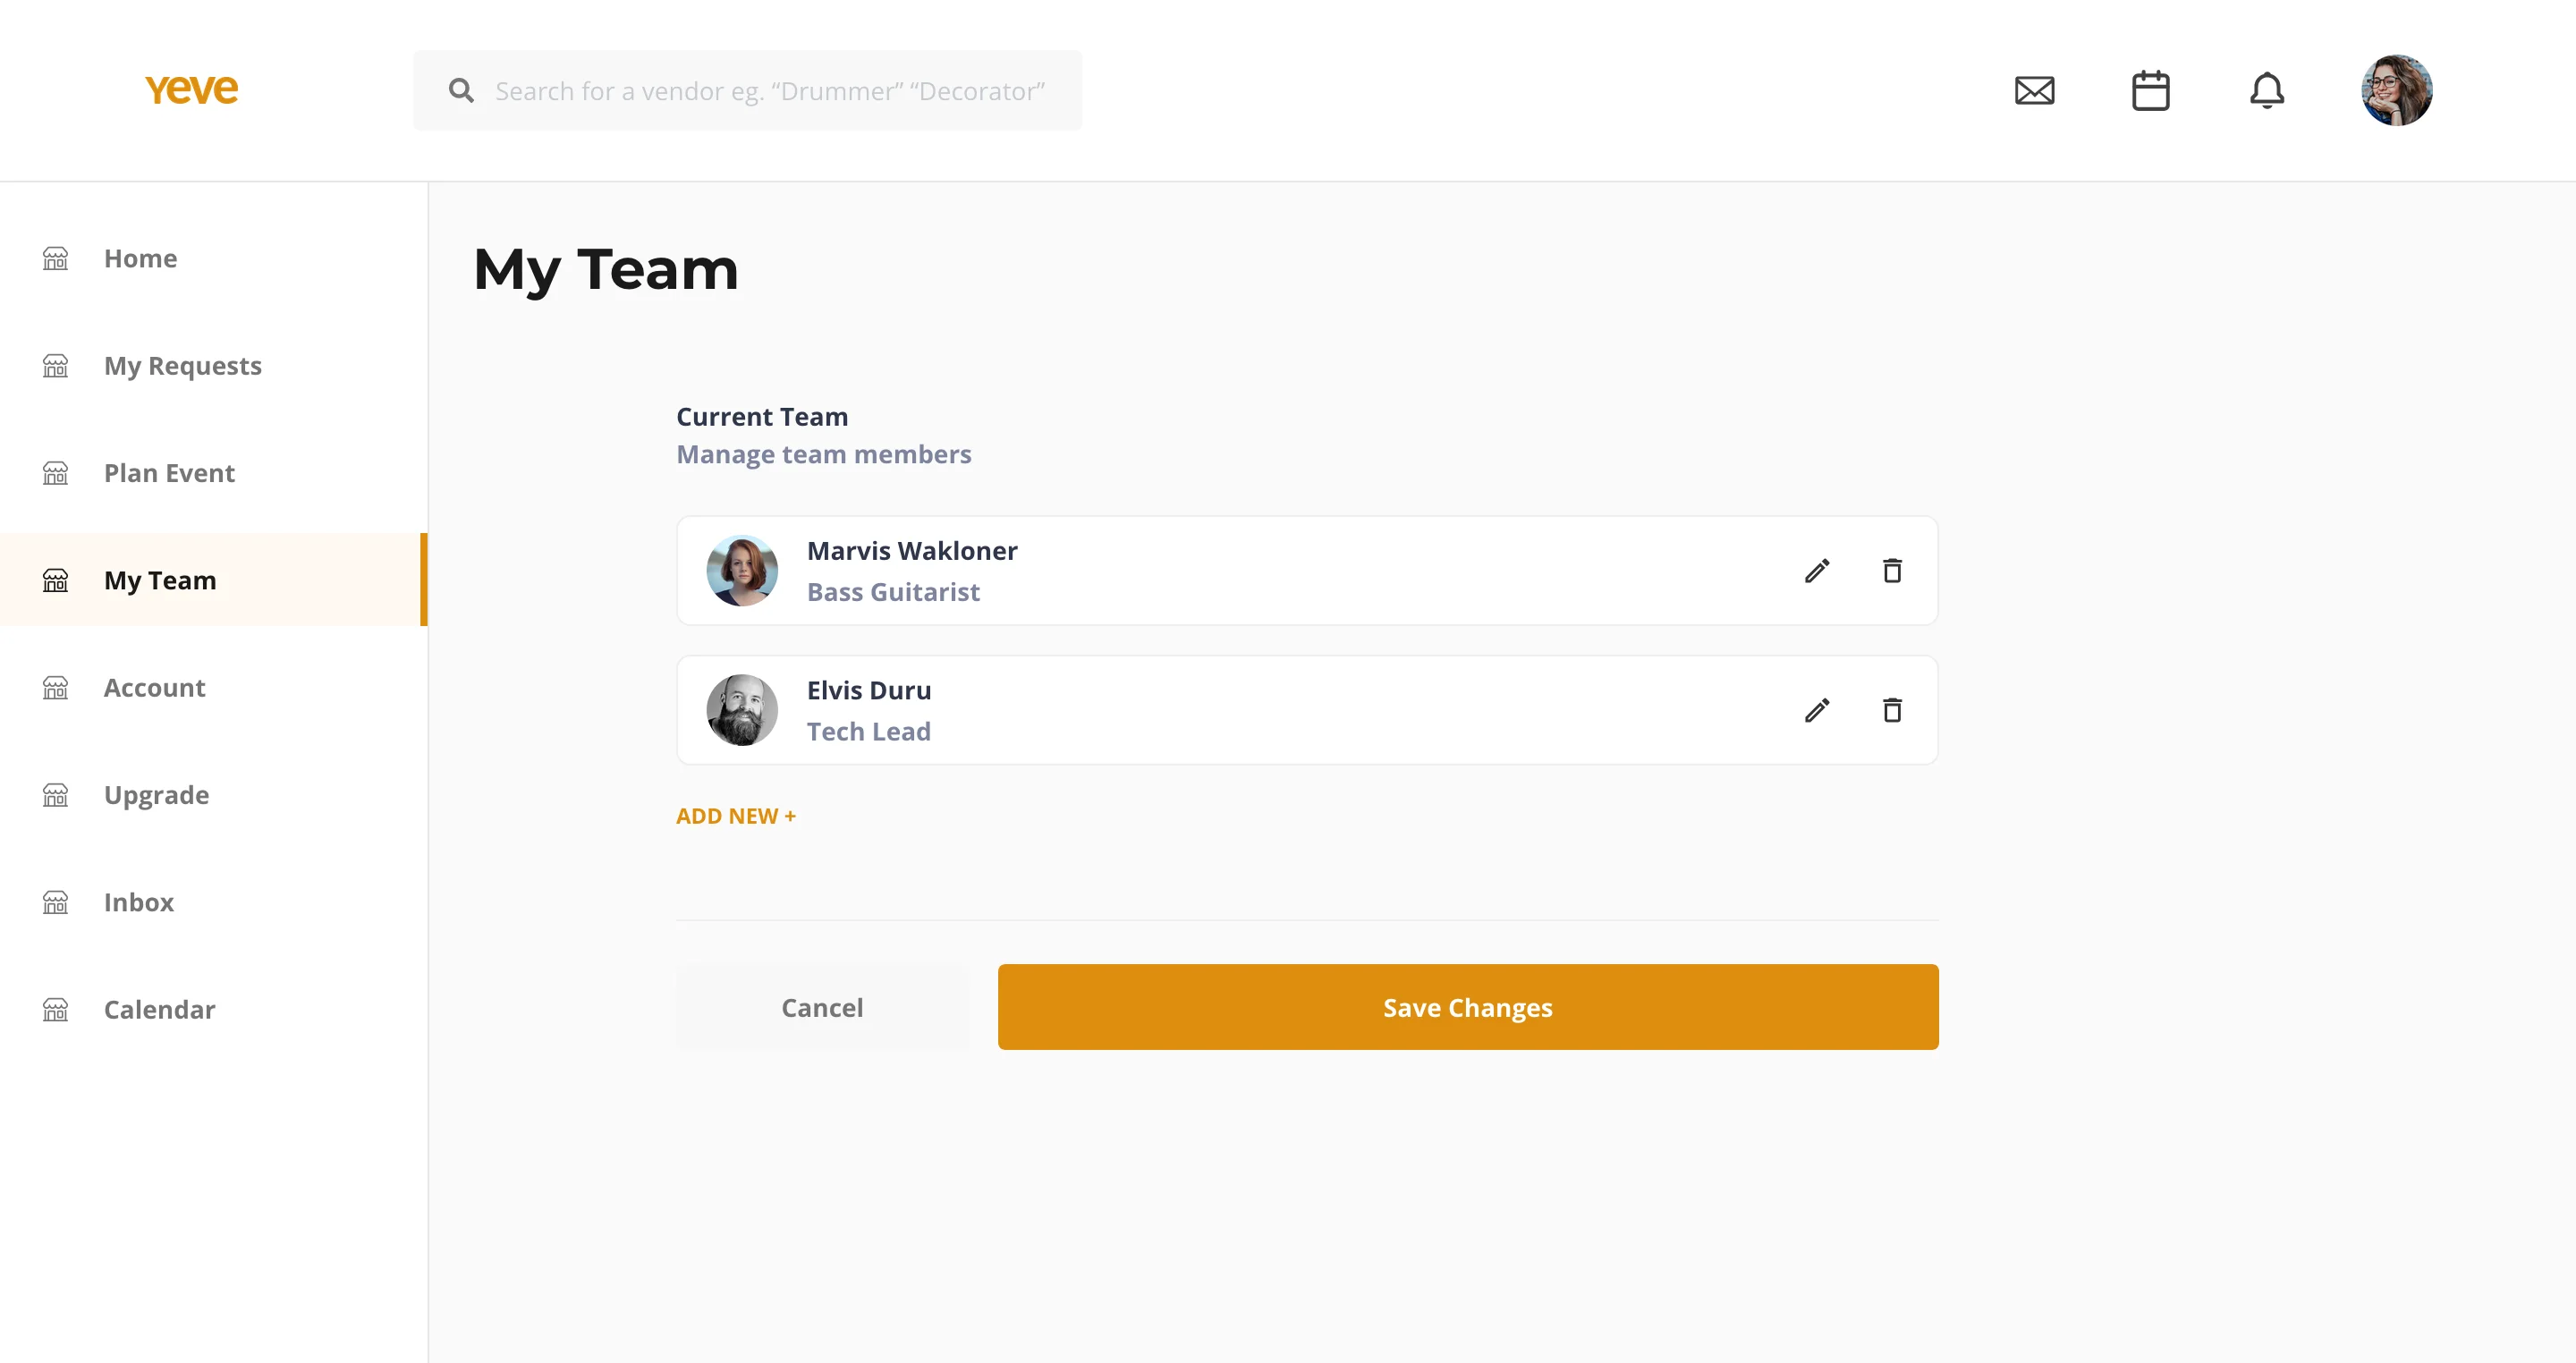 yeve
Search for a vendor eg. “Drummer” “Decorator”
Home
My Requests
Plan Event
My Team
Account
Upgrade
Inbox
Calendar
My Team
Current Team
Manage team members
Marvis Wakloner
Bass Guitarist
Elvis Duru
Tech Lead
ADD NEW +
Cancel
Save Changes